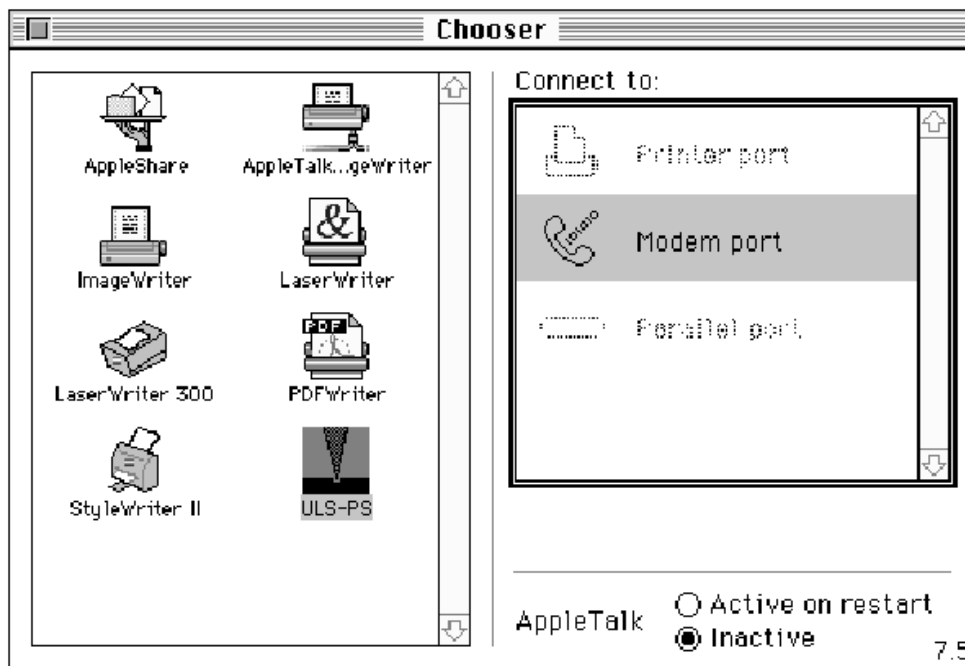 Chooser
Connect to:
AppleShare
AppleTalk...geWriter
Printer port
ImageWriter
LaserWriter
Modem port
&
PDF
Parallel port
LaserWriter 300
PDFWriter
StyleWriter II
ULS-PS
AppleTalk
Active on restart
Inactive
7.5